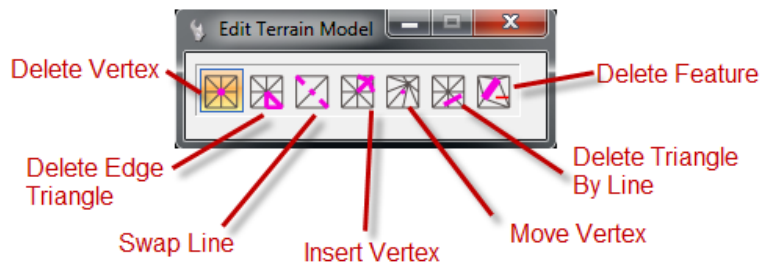 Edit Terrain Model
Delete Vertex
Delete Feature
Delete Edge
Triangle
Delete Triangle
By Line
Swap Line
Insert Vertex
Move Vertex